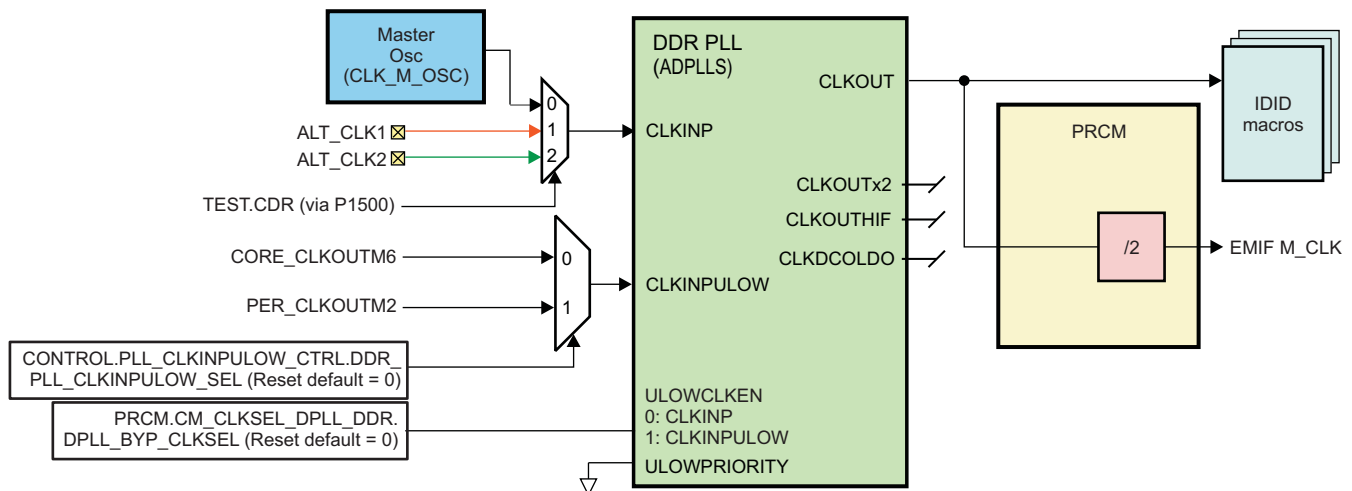 Master
Osc
(CLK_M_OSC)
DDR PLL
(ADPLLS)
CLKOUT
IDID
macros
PRCM
0
ALT_CLK1
1
CLKINP
ALT_CLK2
2
CLKOUTx2
TEST.CDR (via P1500)
CLKOUTHIF
CORE_CLKOUTM6
0
CLKDCOLDO
/2
EMIF M_CLK
CLKINPULOW
PER_CLKOUTM2
1
CONTROL.PLL_CLKINPULOW_CTRL.DDR_
PLL_CLKINPULOW_SEL (Reset default = 0)
PRCM.CM_CLKSEL_DPLL_DDR.
DPLL_BYP_CLKSEL (Reset default = 0)
ULOWCLKEN
0: CLKINP
1: CLKINPULOW
ULOWPRIORITY